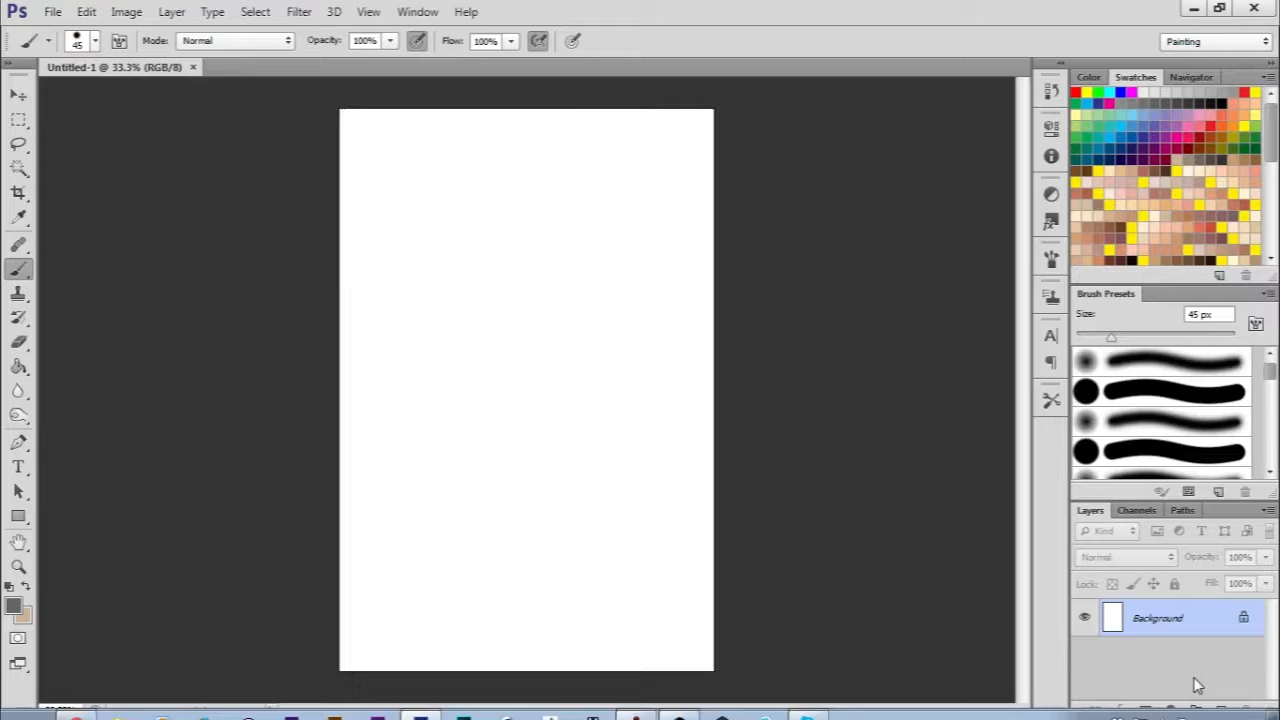 Ps File Edit Image Layer Type Select Filter 3D View Window Help
45 Mode: Normal Opacity: 100% Flow: 100% Painting
Untitled-1 @ 33.3% (RGB/8) ×
Color Swatches Navigator
Brush Presets
Size: 45 px
Layers Channels Paths
Kind
Normal Opacity: 100%
Lock: Fill: 100%
Background